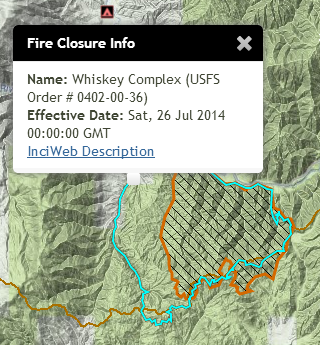 Fire Closure Info
Name: Whiskey Complex (USFS
Order # 0402-00-36)
Effective Date: Sat, 26 Jul 2014
00:00:00 GMT
InciWeb Description